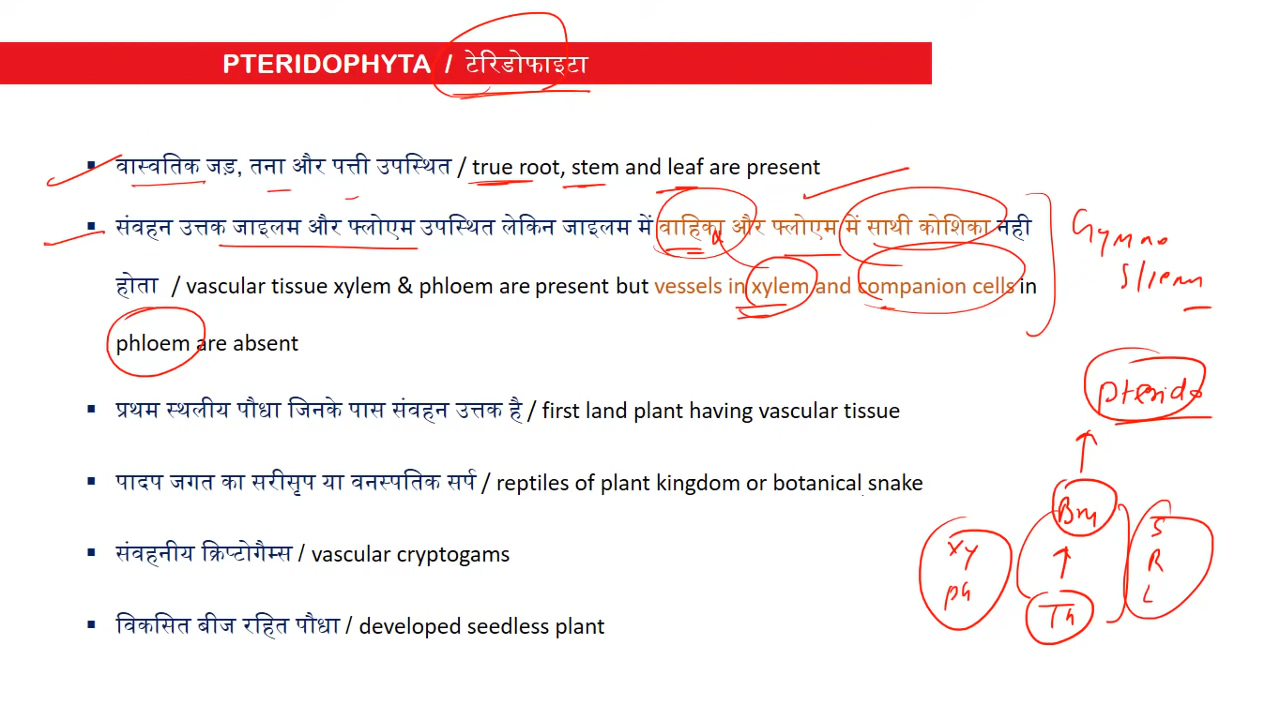 PTERIDOPHYTA / टेरिडोफाइटा
▪ वास्वतिक जड़, तना और पत्ती उपस्थित / true root, stem and leaf are present
▪ संवहन उत्तक जाइलम और फ्लोएम उपस्थित लेकिन जाइलम में वाहिका और फ्लोएम में साथी कोशिका नही
होता / vascular tissue xylem & phloem are present but vessels in xylem and companion cells in
phloem are absent
Gymno
pterido
▪ प्रथम स्थलीय पौधा जिनके पास संवहन उत्तक है / first land plant having vascular tissue
▪ पादप जगत का सरीसृप या वनस्पतिक सर्प / reptiles of plant kingdom or botanical snake
Bry
S
xy
R
▪ संवहनीय क्रिप्टोगैम्स / vascular cryptogams
ph
L
Th
▪ विकसित बीज रहित पौधा / developed seedless plant